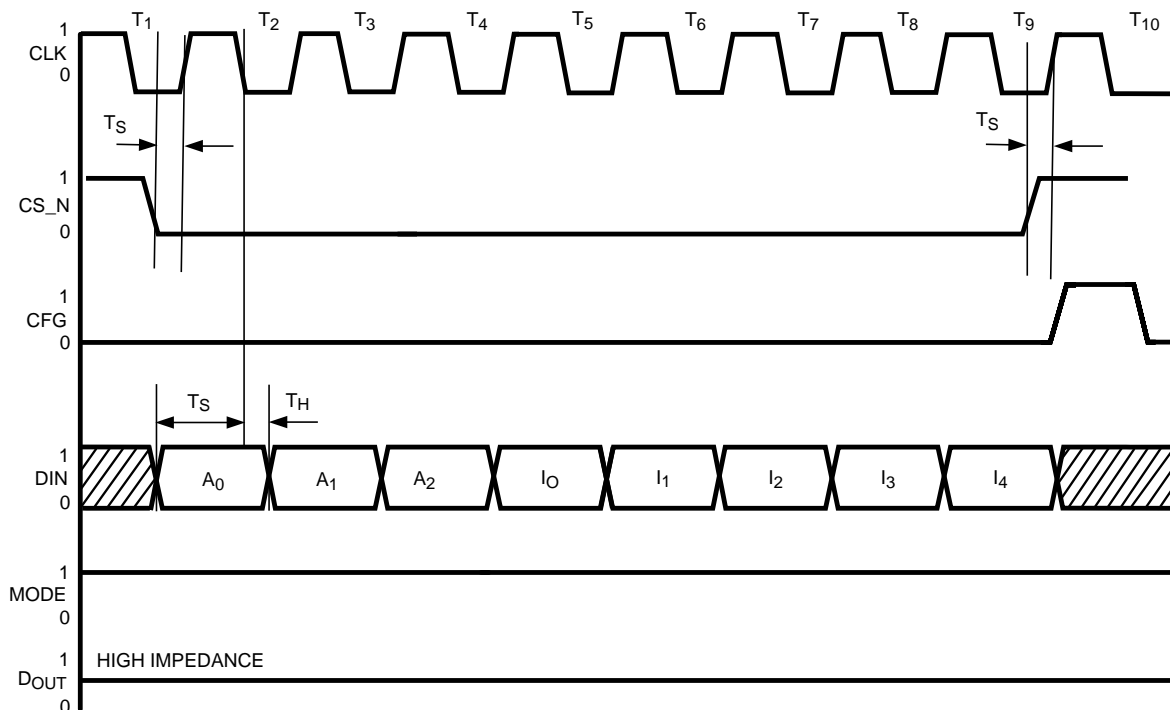 T1 T2 T3 T4 T5 T6 T7 T8 T9 T10
1
CLK
0
TS TS
1
CS_N
0
1
CFG
0
TS TH
1
DIN
0
A0 A1 A2 IO I1 I2 I3 I4
1
MODE
0
1 HIGH IMPEDANCE
DOUT
0